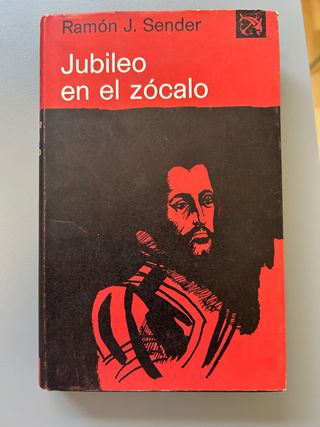 Ramón J. Sender
Jubileo
en el zócalo